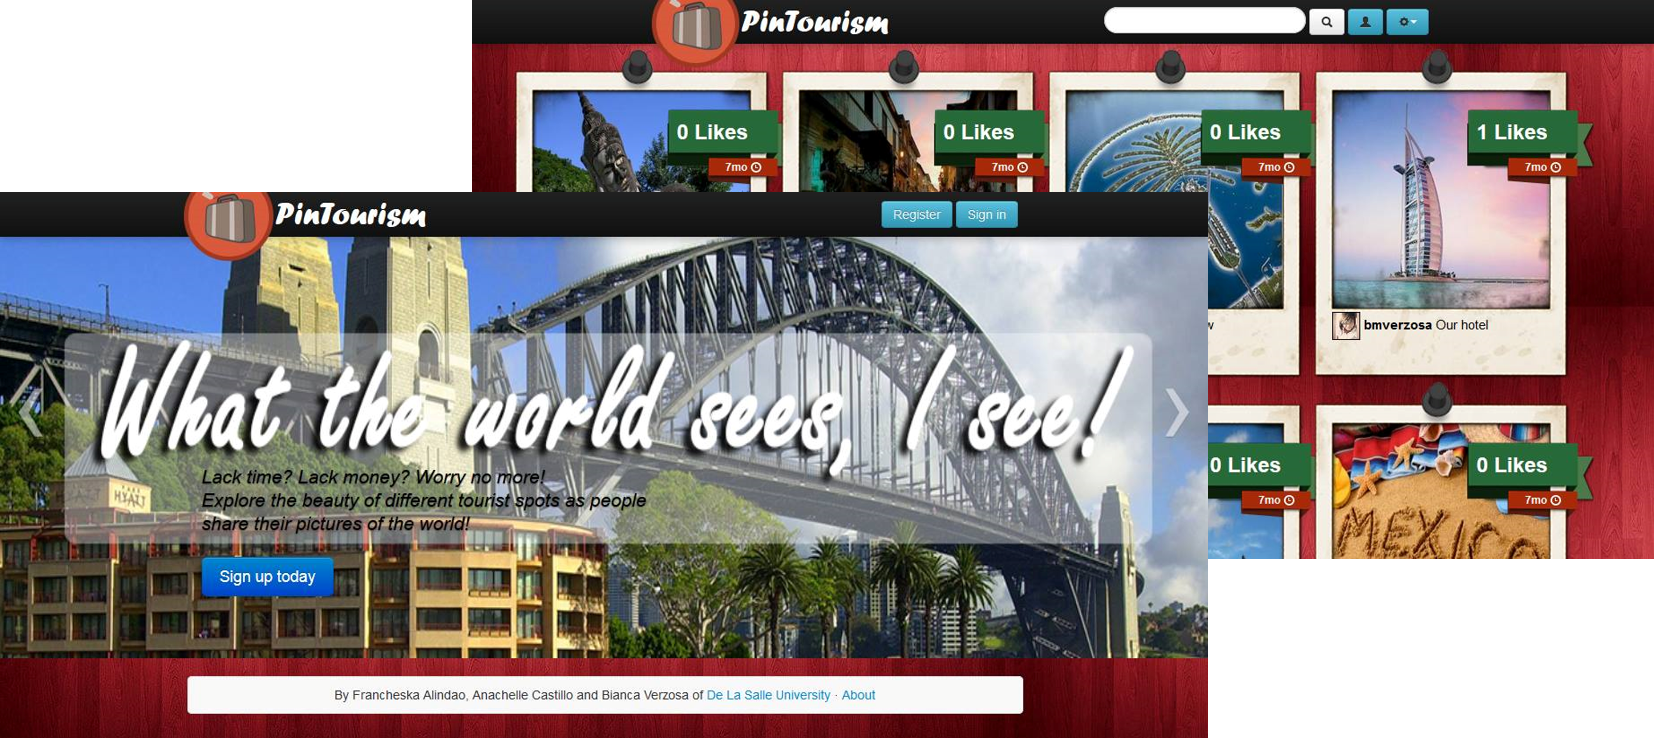 PinTourism
0 Likes
7mo
0 Likes
7mo
0 Likes
7mo
1 Likes
7mo
bmverzosa Our hotel
0 Likes
7mo
0 Likes
7mo
MEXICO
PinTourism
Register
Sign in
What the world sees, I see!
PARK
HYATT
Lack time? Lack money? Worry no more!
Explore the beauty of different tourist spots as people
share their pictures of the world!
Sign up today
By Francheska Alindao, Anachelle Castillo and Bianca Verzosa of De La Salle University · About